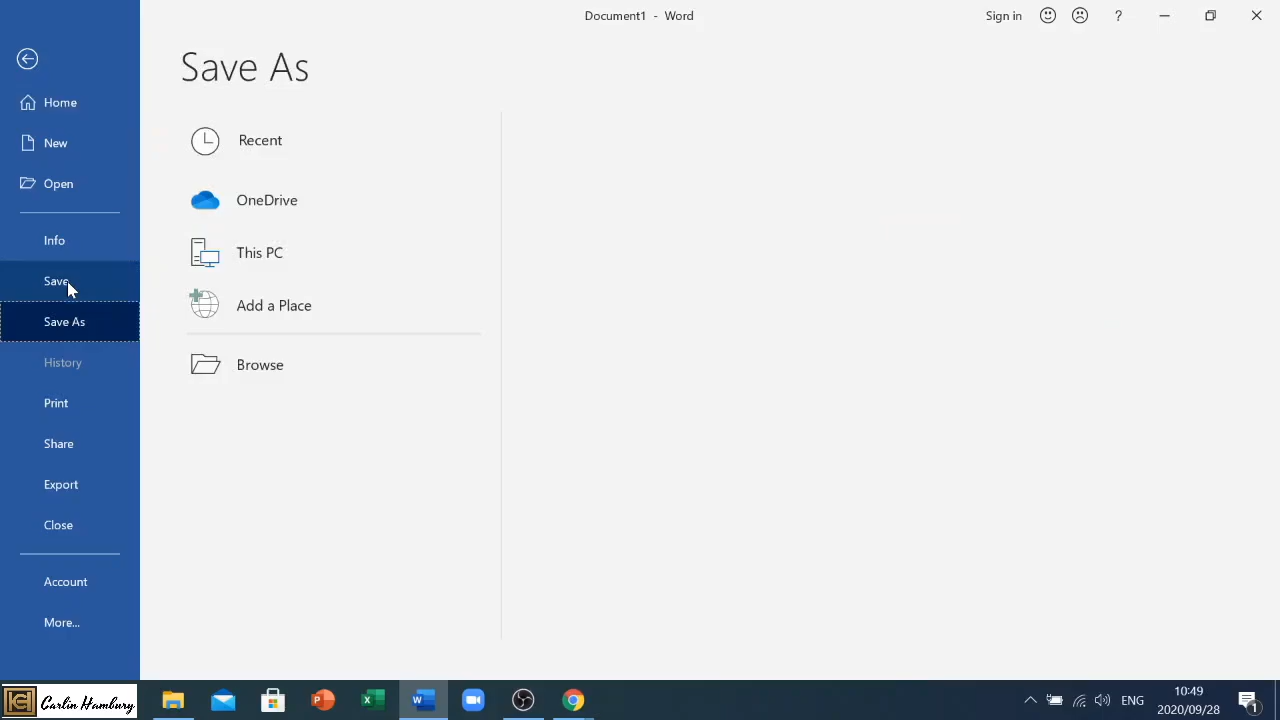 Document1 - Word
Sign in
?
Save As
Home
New
Open
Info
Save
Save As
History
Print
Share
Export
Close
Account
More...
Recent
OneDrive
This PC
Add a Place
Browse
Carlin Hambury
ENG
10:49
2020/09/28
1